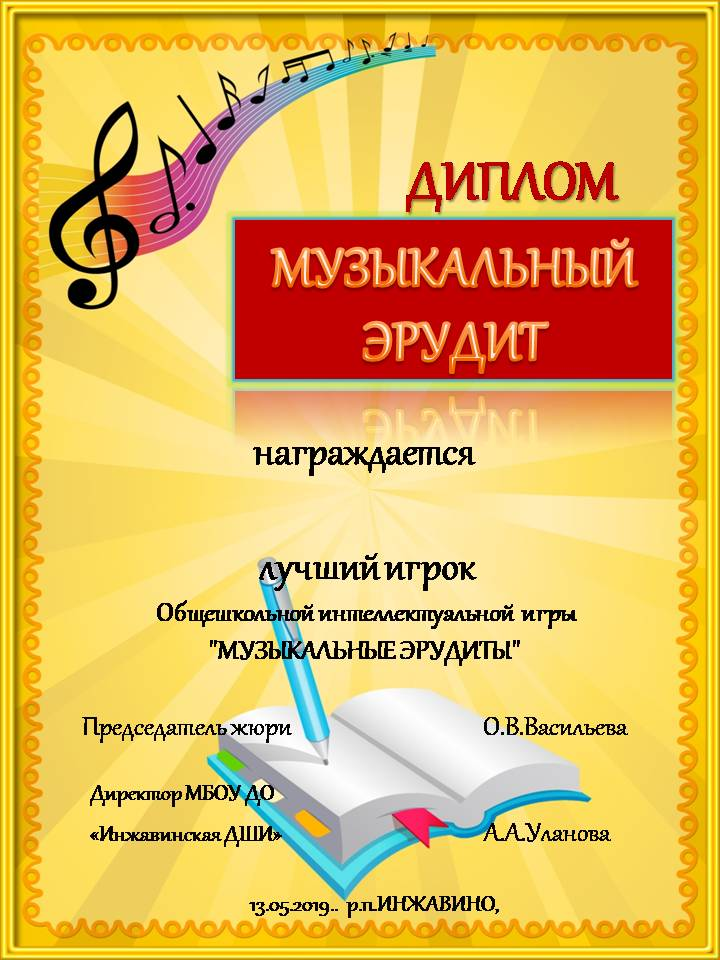 ДИПЛОМ
МУЗЫКАЛЬНЫЙ
ЭРУДИТ
награждается
лучший игрок
Общешкольной интеллектуальной игры
"МУЗЫКАЛЬНЫЕ ЭРУДИТЫ"
Председатель жюри О.В.Васильева
Директор МБОУ ДО
«Инжавинская ДШИ» А.А.Уланова
13.05.2019.. р.п.ИНЖАВИНО,